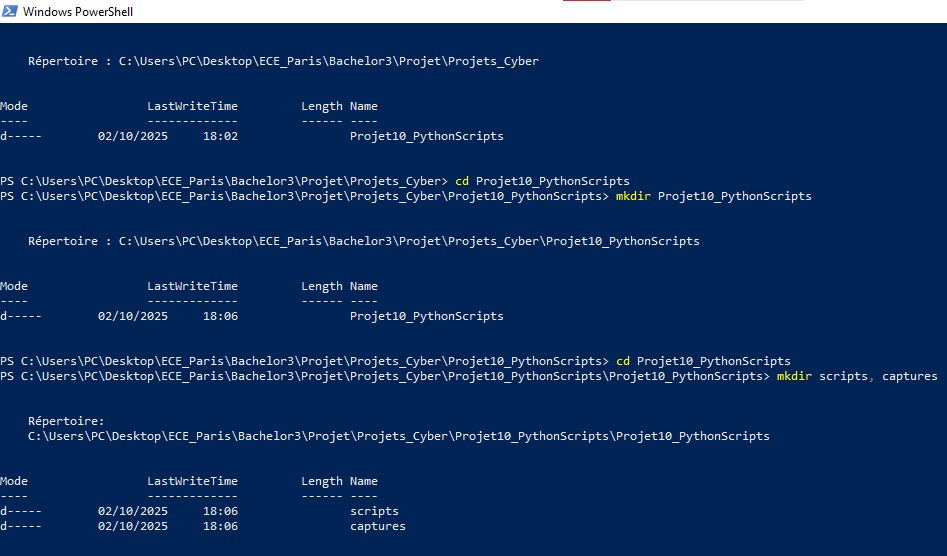 Windows PowerShell
Répertoire : C:\Users\PC\Desktop\ECE_Paris\Bachelor3\Projet\Projets_Cyber
Mode                 LastWriteTime         Length Name
----                 -------------         ------ ----
d-----        02/10/2025     18:02                Projet10_PythonScripts
PS C:\Users\PC\Desktop\ECE_Paris\Bachelor3\Projet\Projets_Cyber> cd Projet10_PythonScripts
PS C:\Users\PC\Desktop\ECE_Paris\Bachelor3\Projet\Projets_Cyber\Projet10_PythonScripts> mkdir Projet10_PythonScripts
Répertoire : C:\Users\PC\Desktop\ECE_Paris\Bachelor3\Projet\Projets_Cyber\Projet10_PythonScripts
Mode                 LastWriteTime         Length Name
----                 -------------         ------ ----
d-----        02/10/2025     18:06                Projet10_PythonScripts
PS C:\Users\PC\Desktop\ECE_Paris\Bachelor3\Projet\Projets_Cyber\Projet10_PythonScripts> cd Projet10_PythonScripts
PS C:\Users\PC\Desktop\ECE_Paris\Bachelor3\Projet\Projets_Cyber\Projet10_PythonScripts\Projet10_PythonScripts> mkdir scripts, captures
Répertoire:
C:\Users\PC\Desktop\ECE_Paris\Bachelor3\Projet\Projets_Cyber\Projet10_PythonScripts\Projet10_PythonScripts
Mode                 LastWriteTime         Length Name
----                 -------------         ------ ----
d-----        02/10/2025     18:06                scripts
d-----        02/10/2025     18:06                captures